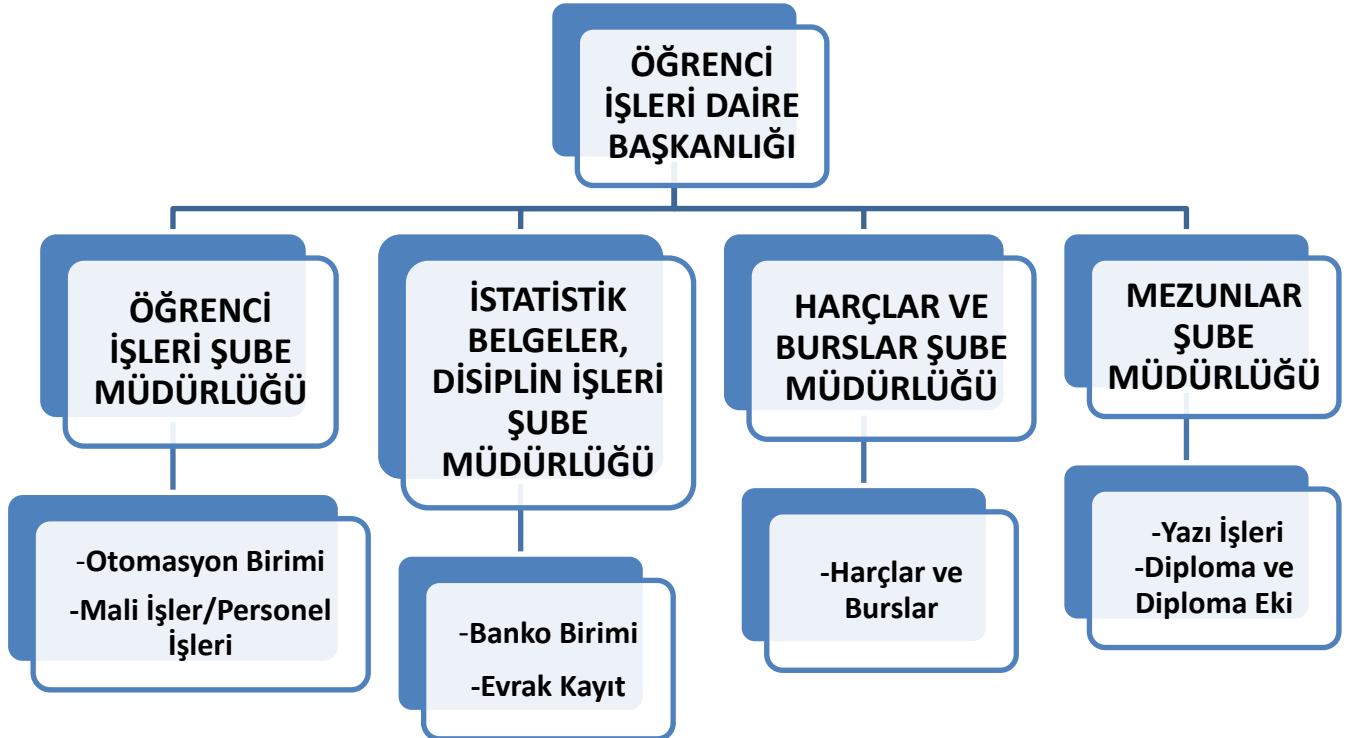 ÖĞRENCİ
İŞLERİ DAİRE
BAŞKANLIĞI
ÖĞRENCİ
İŞLERİ ŞUBE
MÜDÜRLÜĞÜ
İSTATİSTİK
BELGELER,
DİSİPLİN İŞLERİ
ŞUBE
MÜDÜRLÜĞÜ
HARÇLAR VE
BURSLAR ŞUBE
MÜDÜRLÜĞÜ
MEZUNLAR
ŞUBE
MÜDÜRLÜĞÜ
-Otomasyon Birimi
-Mali İşler/Personel
İşleri
-Banko Birimi
-Evrak Kayıt
-Harçlar ve
Burslar
-Yazı İşleri
-Diploma ve
Diploma Eki